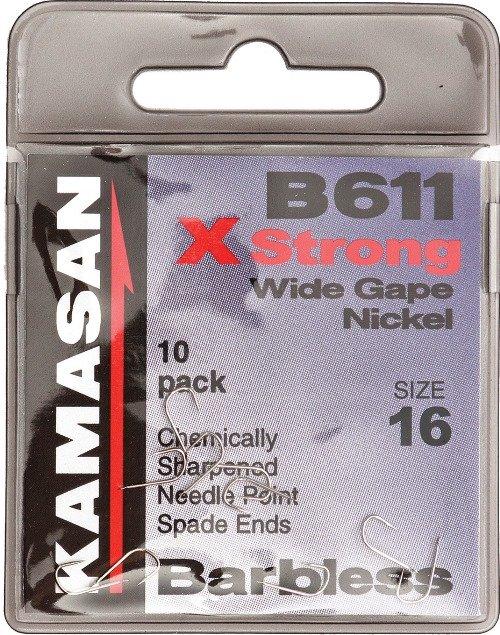 KAMASAN
B611
X Strong
Wide Gape
Nickel
10
pack
SIZE
16
Chemically
Sharpened
Needle Point
Spade Ends
Barbless